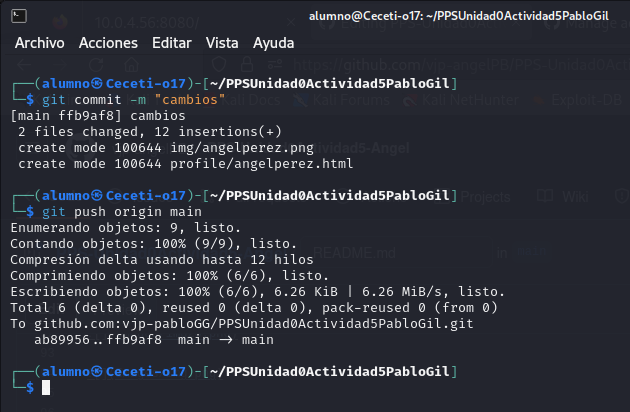 alumno@Ceceti-o17: ~/PPSUnidad0Actividad5PabloGil
Archivo Acciones Editar Vista Ayuda
┌──(alumno㉿Ceceti-o17)-[~/PPSUnidad0Actividad5PabloGil]
└─$ git commit -m "cambios"
[main ffb9af8] cambios
2 files changed, 12 insertions(+)
create mode 100644 img/angelperez.png
create mode 100644 profile/angelperez.html
┌──(alumno㉿Ceceti-o17)-[~/PPSUnidad0Actividad5PabloGil]
└─$ git push origin main
Enumerando objetos: 9, listo.
Contando objetos: 100% (9/9), listo.
Compresión delta usando hasta 12 hilos
Comprimiendo objetos: 100% (6/6), listo.
Escribiendo objetos: 100% (6/6), 6.26 KiB | 6.26 MiB/s, listo.
Total 6 (delta 0), reused 0 (delta 0), pack-reused 0 (from 0)
To github.com:vjp-pabloGG/PPSUnidad0Actividad5PabloGil.git
ab89956..ffb9af8 main -> main
┌──(alumno㉿Ceceti-o17)-[~/PPSUnidad0Actividad5PabloGil]
└─$